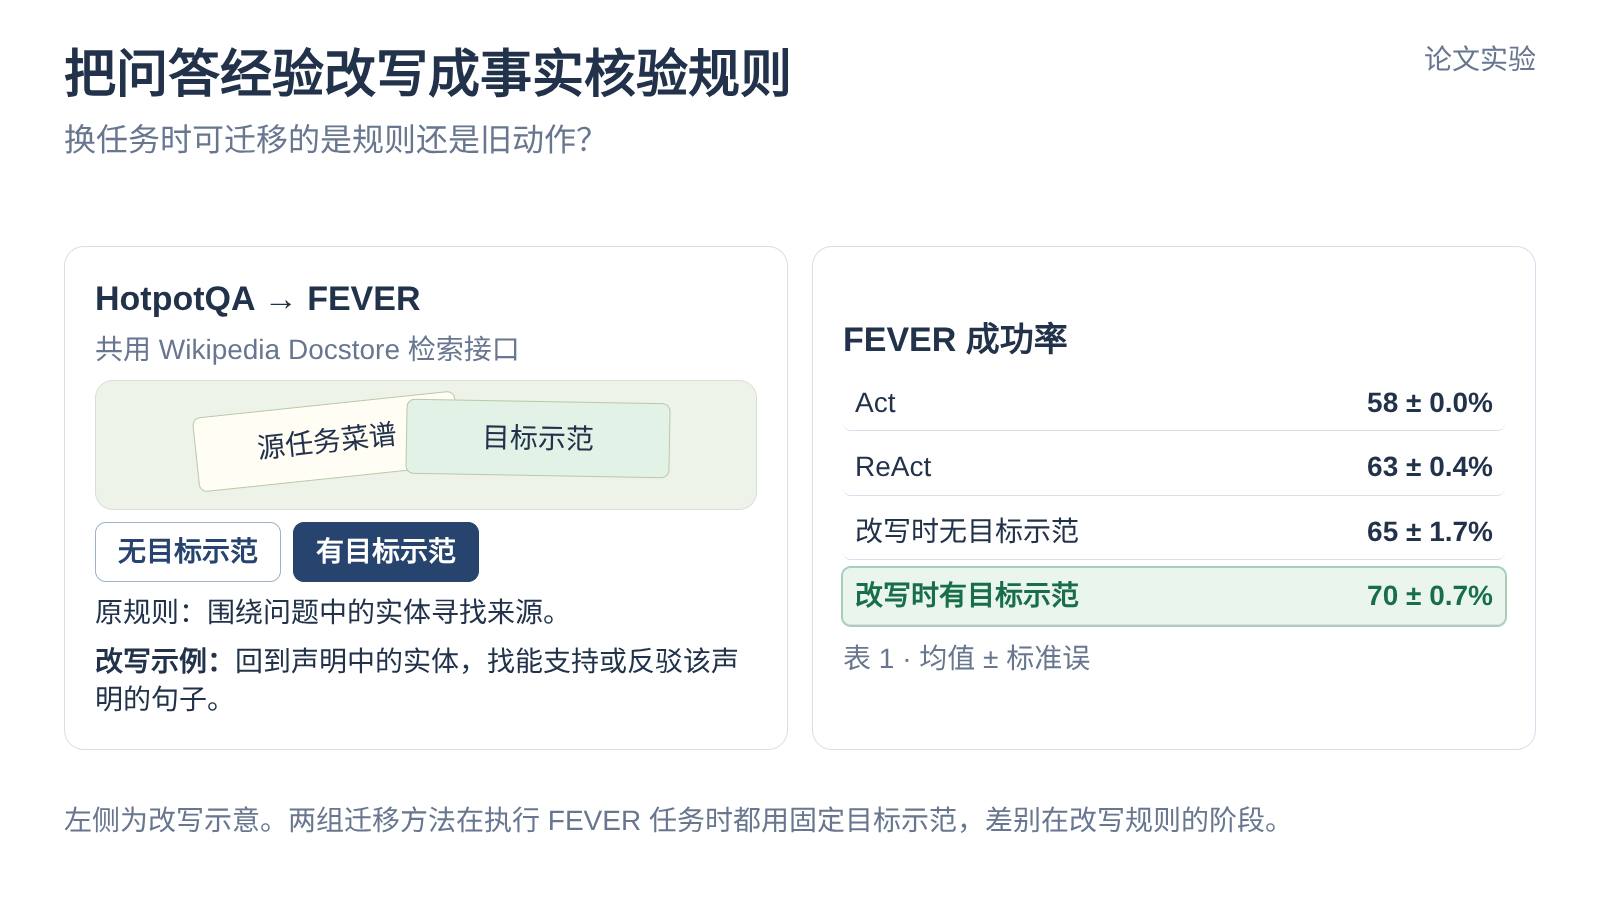 把问答经验改写成事实核验规则
论文实验
换任务时可迁移的是规则还是旧动作？
HotpotQA → FEVER
共用 Wikipedia Docstore 检索接口
源任务菜谱
目标示范
无目标示范
有目标示范
原规则：围绕问题中的实体寻找来源。
改写示例：回到声明中的实体，找能支持或反驳该声
明的句子。
FEVER 成功率
Act 58 ± 0.0%
ReAct 63 ± 0.4%
改写时无目标示范 65 ± 1.7%
改写时有目标示范 70 ± 0.7%
表 1 · 均值 ± 标准误
左侧为改写示意。两组迁移方法在执行 FEVER 任务时都用固定目标示范，差别在改写规则的阶段。